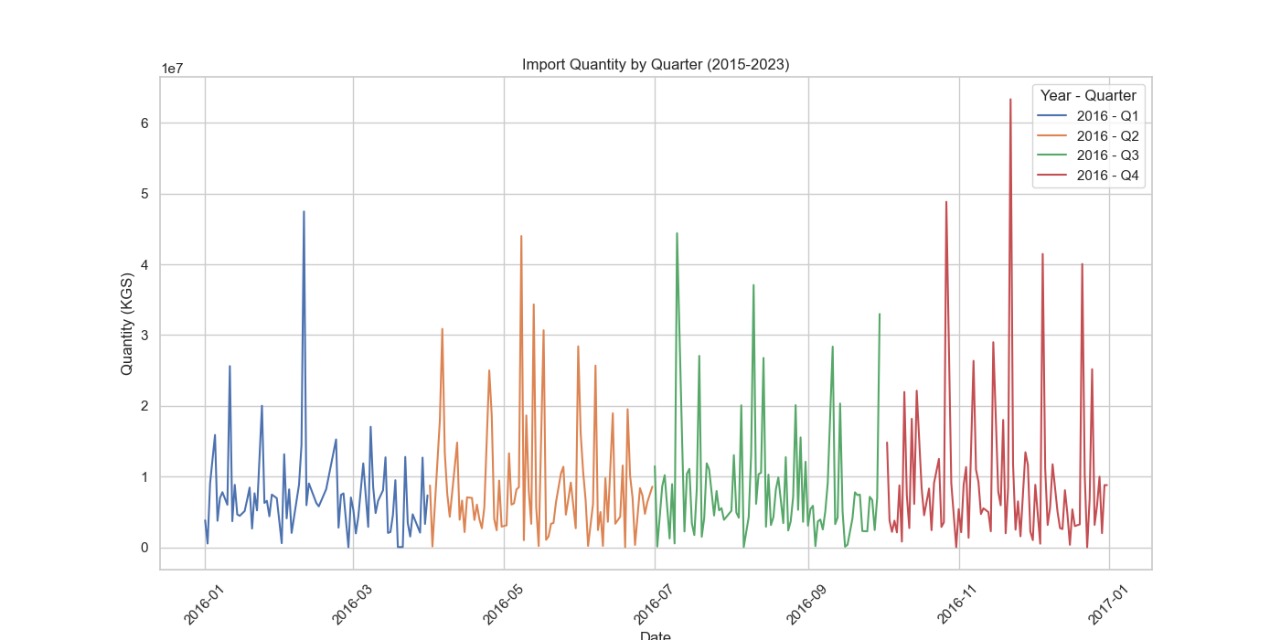 Import Quantity by Quarter (2015-2023)
1e7
Year - Quarter
2016 - Q1
2016 - Q2
2016 - Q3
2016 - Q4
6
5
4
3
2
1
0
Quantity (KGS)
2016-01
2016-03
2016-05
2016-07
2016-09
2016-11
2017-01
Date